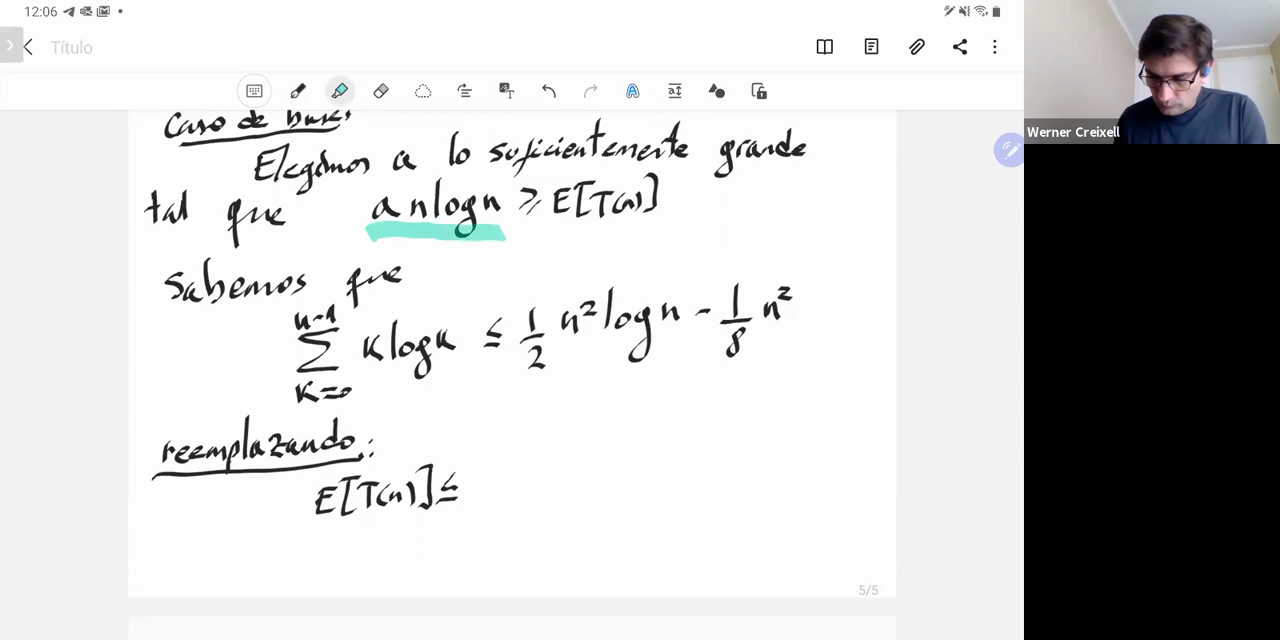 12:06
Título
Caso de base:
Elegimos a lo suficientemente grande
tal que a n log n ≥ E[T(n)]
Sabemos que
n-1
∑ k log k ≤ 1/2 n² log n - 1/8 n²
k=0
reemplazando:
E[T(n)] ≤
5/5
Werner Creixell